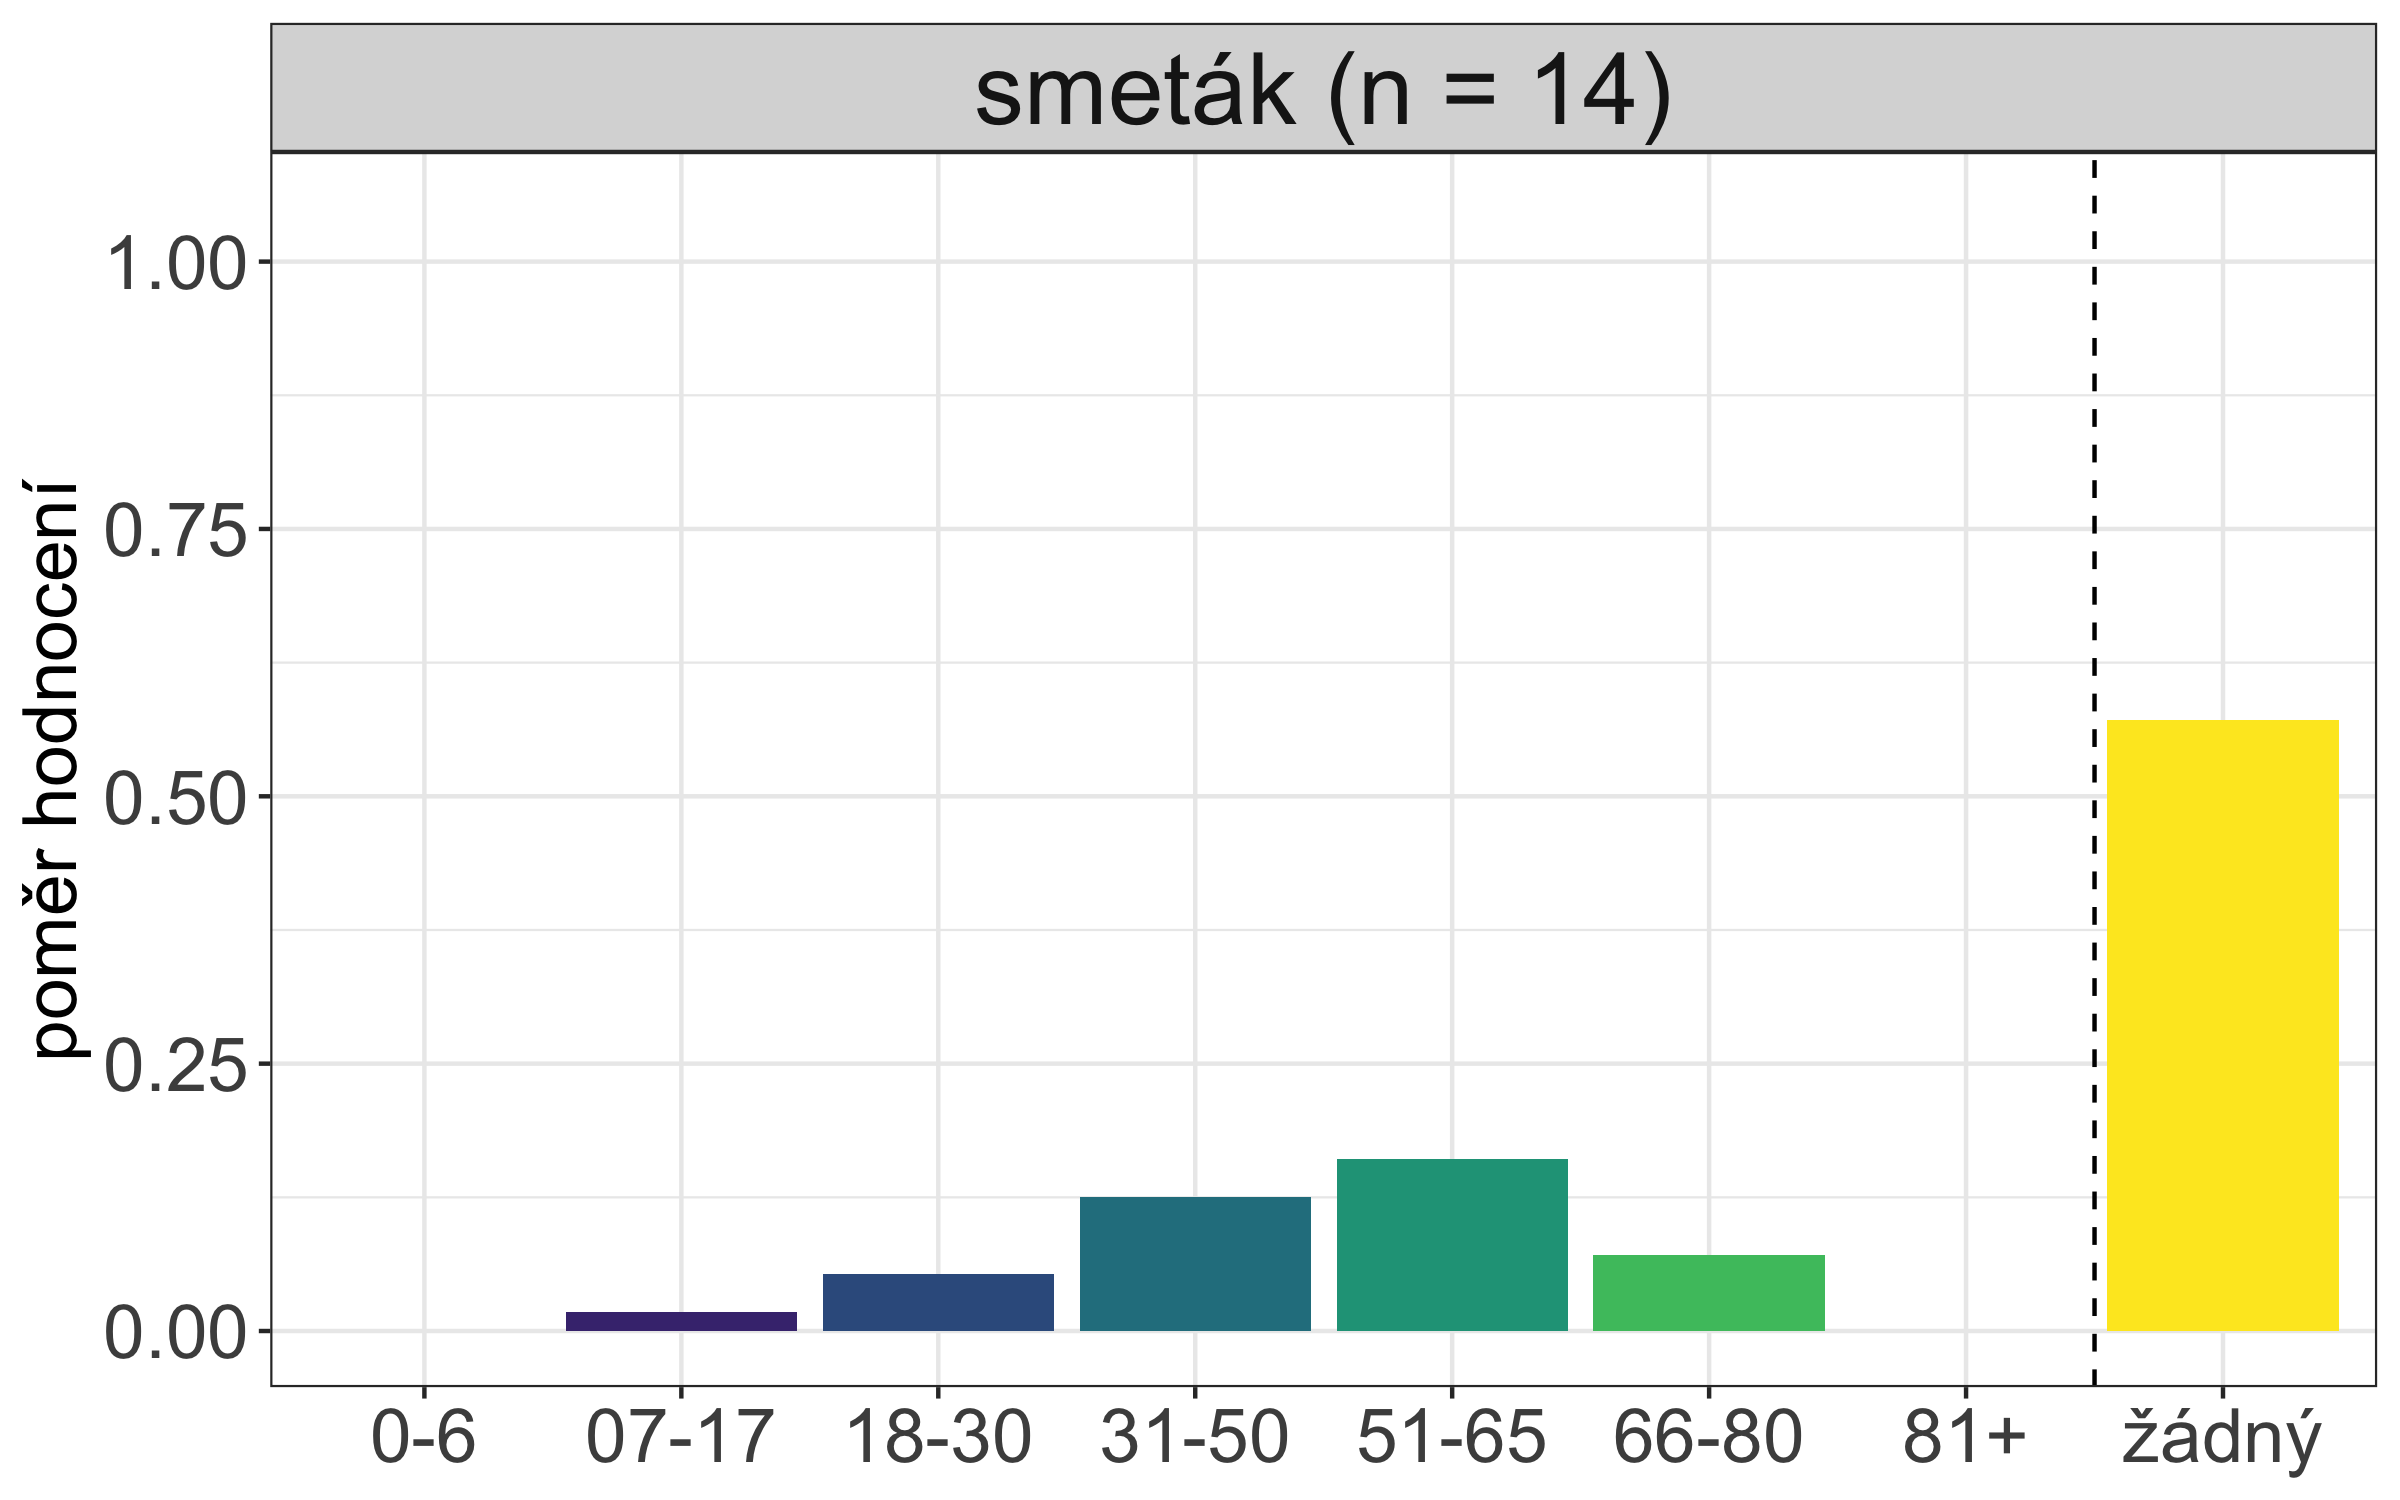 smeták (n = 14)
poměr hodnocení
1.00
0.75
0.50
0.25
0.00
0-6 07-17 18-30 31-50 51-65 66-80 81+ žádný